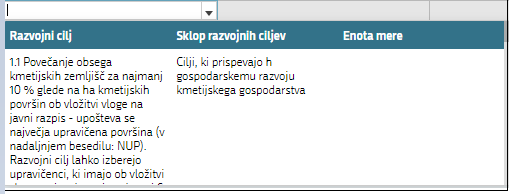 Razvojni cilj Sklop razvojnih ciljev Enota mere
1.1 Povečanje obsega
kmetijskih zemljišč za najmanj
10 % glede na ha kmetijskih
površin ob vložitvi vloge na
javni razpis - upošteva se
največja upravičena površina (v
nadaljnjem besedilu: NUP).
Razvojni cilj lahko izberejo
upravičenci, ki imajo ob vložitvi
Cilji, ki prispevajo h
gospodarskemu razvoju
kmetijskega gospodarstva